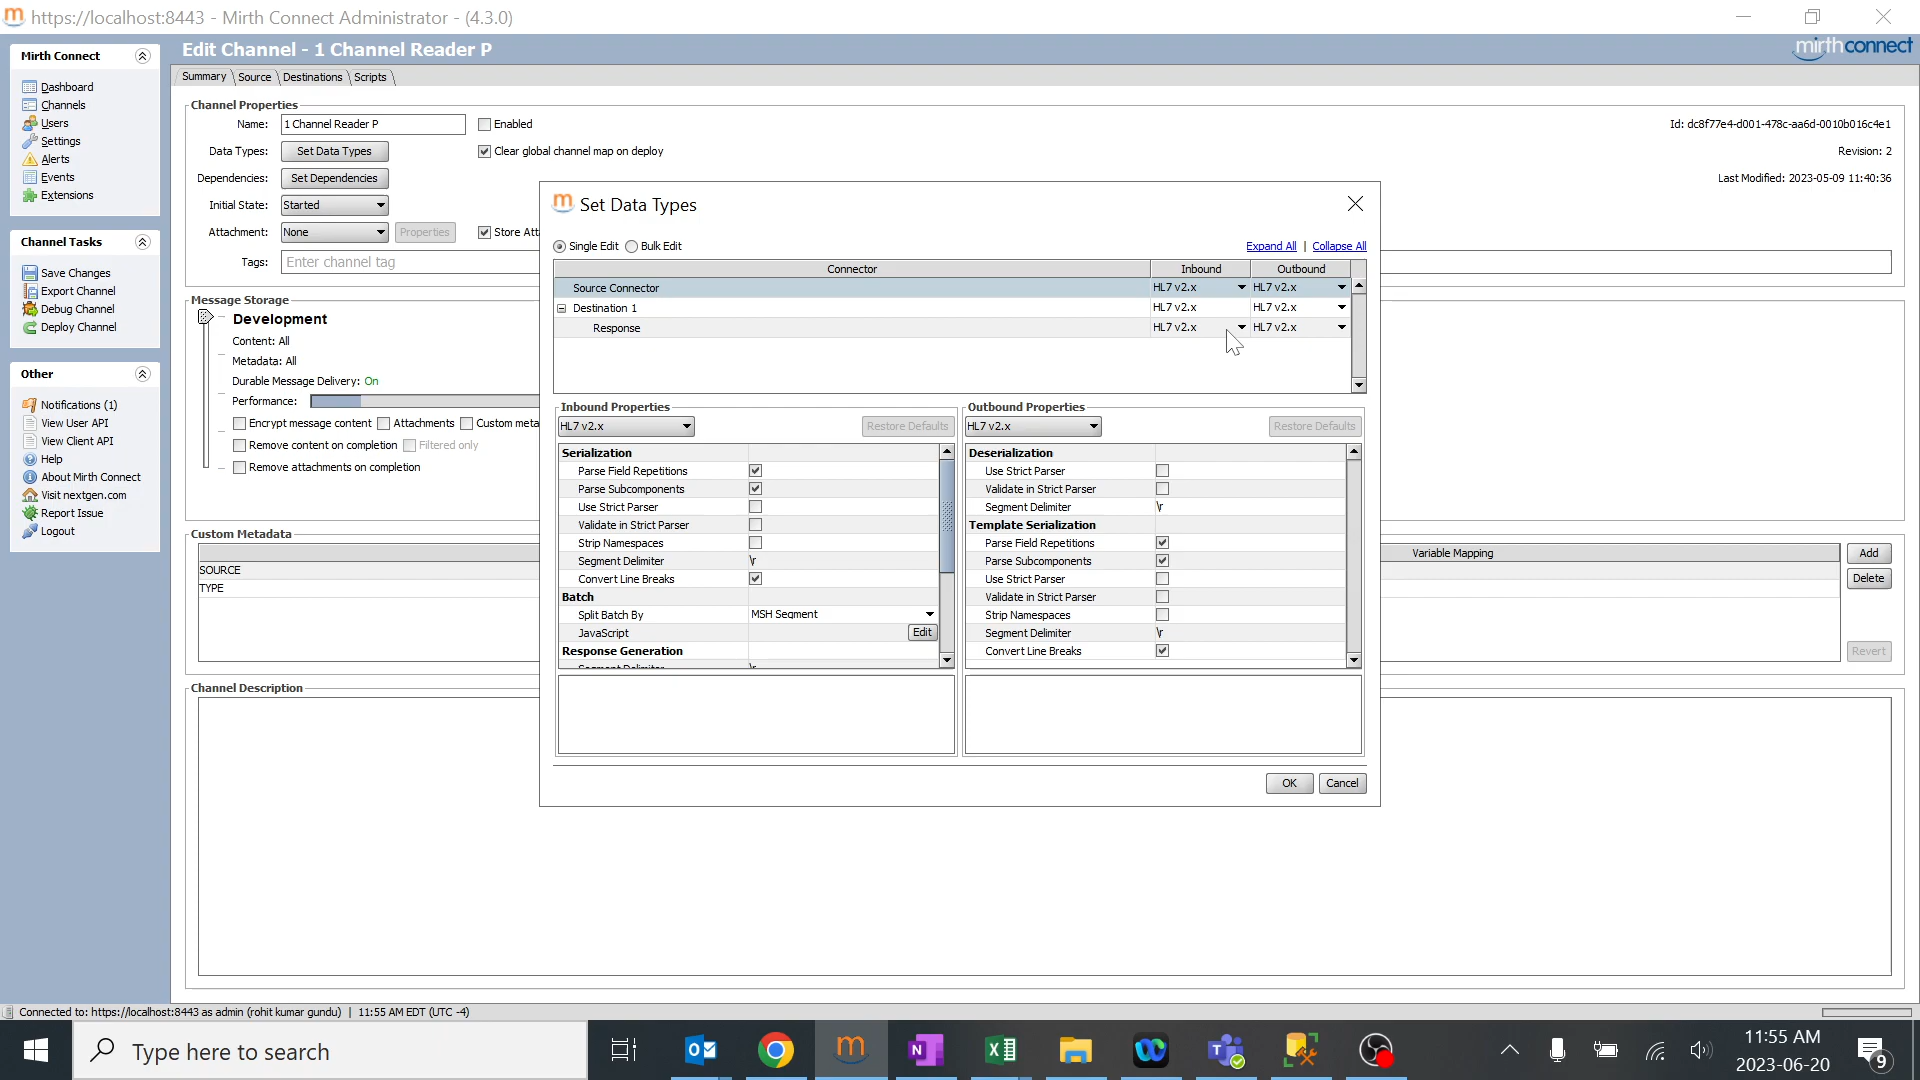 https://localhost:8443 - Mirth Connect Administrator - (4.3.0)
Mirth Connect
Dashboard
Channels
Users
Settings
Alerts
Events
Extensions
Channel Tasks
Save Changes
Export Channel
Debug Channel
Deploy Channel
Other
Notifications (1)
View User API
View Client API
Help
About Mirth Connect
Visit nextgen.com
Report Issue
Logout
Edit Channel - 1 Channel Reader P
mirthconnect
Summary Source Destinations Scripts
Channel Properties
Name: 1 Channel Reader P Enabled
Id: dc8f77e4-d001-478c-aa6d-0010b016c4e1
Data Types: Set Data Types Clear global channel map on deploy
Revision: 2
Dependencies: Set Dependencies
Last Modified: 2023-05-09 11:40:36
Initial State: Started
Attachment: None Properties Store Att
Tags: Enter channel tag
Message Storage
Development
Content: All
Metadata: All
Durable Message Delivery: On
Performance:
Encrypt message content Attachments Custom meta
Remove content on completion Filtered only
Remove attachments on completion
Custom Metadata
Variable Mapping
Add
SOURCE
Delete
TYPE
Revert
Channel Description
Set Data Types
Single Edit Bulk Edit
Expand All | Collapse All
Connector Inbound Outbound
Source Connector HL7 v2.x HL7 v2.x
Destination 1 HL7 v2.x HL7 v2.x
Response HL7 v2.x HL7 v2.x
Inbound Properties
HL7 v2.x Restore Defaults
Serialization
Parse Field Repetitions
Parse Subcomponents
Use Strict Parser
Validate in Strict Parser
Strip Namespaces
Segment Delimiter \r
Convert Line Breaks
Batch
Split Batch By MSH Segment
JavaScript Edit
Response Generation
Segment Delimiter \r
Outbound Properties
HL7 v2.x Restore Defaults
Deserialization
Use Strict Parser
Validate in Strict Parser
Segment Delimiter \r
Template Serialization
Parse Field Repetitions
Parse Subcomponents
Use Strict Parser
Validate in Strict Parser
Strip Namespaces
Segment Delimiter \r
Convert Line Breaks
OK Cancel
Connected to: https://localhost:8443 as admin (rohit kumar gundu) | 11:55 AM EDT (UTC -4)
Type here to search
11:55 AM
2023-06-20
9